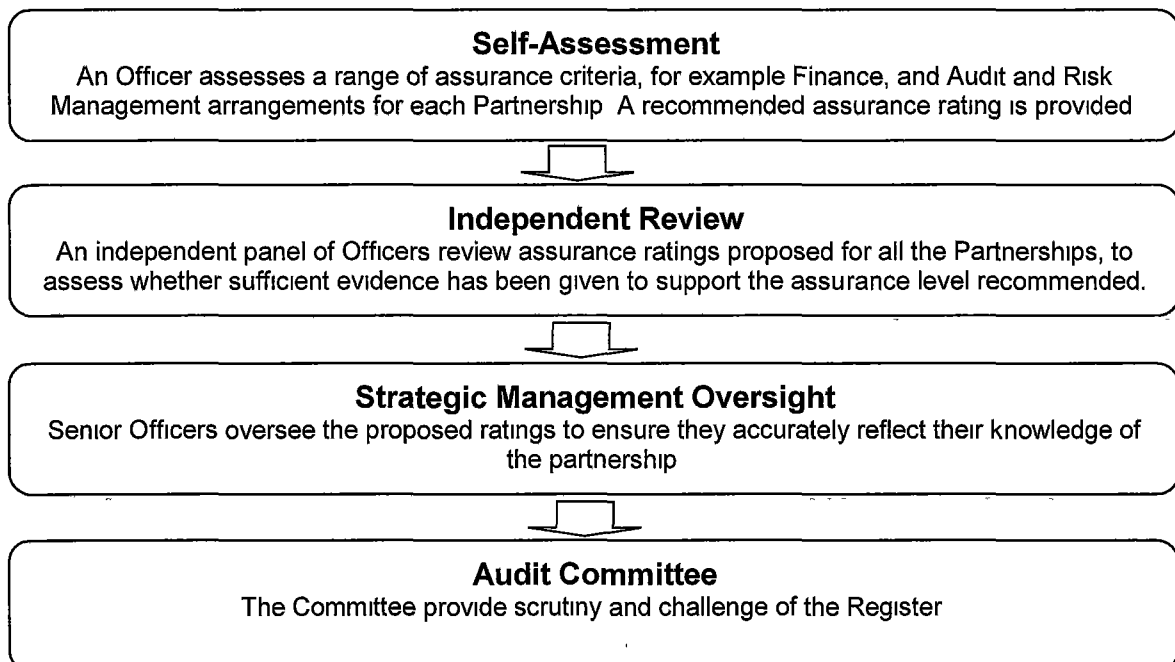 Self-Assessment
An Officer assesses a range of assurance criteria, for example Finance, and Audit and Risk
Management arrangements for each Partnership A recommended assurance rating is provided
Independent Review
An independent panel of Officers review assurance ratings proposed for all the Partnerships, to
assess whether sufficient evidence has been given to support the assurance level recommended.
Strategic Management Oversight
Senior Officers oversee the proposed ratings to ensure they accurately reflect their knowledge of
the partnership
Audit Committee
The Committee provide scrutiny and challenge of the Register